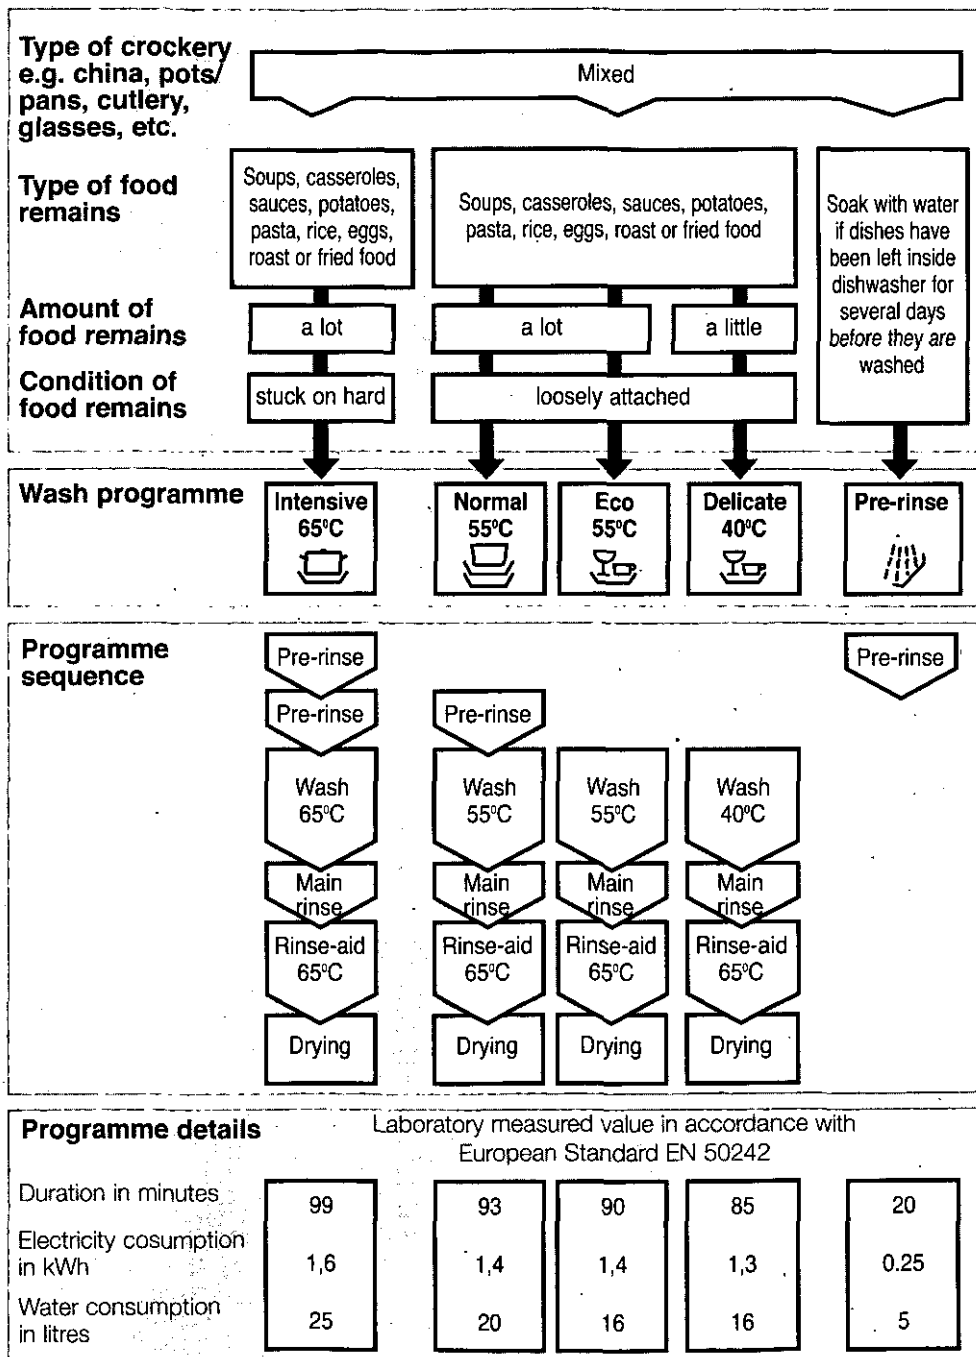 Type of crockery
e.g. china, pots/
pans, cutlery,
glasses, etc.
Mixed
Type of food
remains
Soups, casseroles,
sauces, potatoes,
pasta, rice, eggs,
roast or fried food
Soups, casseroles, sauces, potatoes,
pasta, rice, eggs, roast or fried food
Soak with water
if dishes have
been left inside
dishwasher for
several days
before they are
washed
Amount of
food remains
a lot
a lot
a little
Condition of
food remains
stuck on hard
loosely attached
Wash programme
Intensive
65°C
Normal
55°C
Eco
55°C
Delicate
40°C
Pre-rinse
Programme
sequence
Pre-rinse
Pre-rinse
Pre-rinse
Pre-rinse
Wash
65°C
Wash
55°C
Wash
55°C
Wash
40°C
Main
rinse
Main
rinse
Main
rinse
Main
rinse
Rinse-aid
65°C
Rinse-aid
65°C
Rinse-aid
65°C
Rinse-aid
65°C
Drying
Drying
Drying
Drying
Programme details
Laboratory measured value in accordance with
European Standard EN 50242
Duration in minutes
99
93
90
85
20
Electricity cosumption
in kWh
1,6
1,4
1,4
1,3
0.25
Water consumption
in litres
25
20
16
16
5